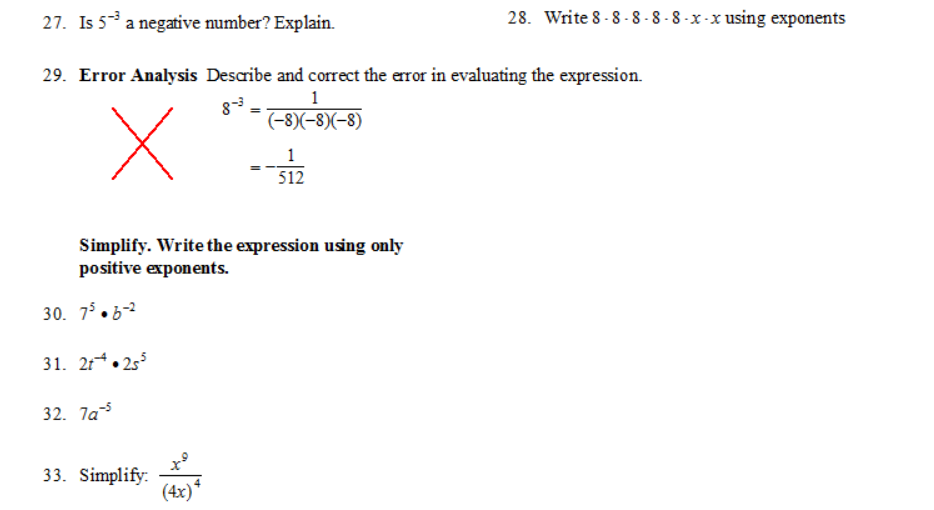 27. Is 5⁻³ a negative number? Explain.
28. Write 8 · 8 · 8 · 8 · 8 · x · x using exponents
29. Error Analysis Describe and correct the error in evaluating the expression.
8⁻³ = 1/((−8)(−8)(−8))
= −1/512
Simplify. Write the expression using only
positive exponents.
30. 7⁵ • b⁻²
31. 2t⁻⁴ • 2s⁵
32. 7a⁻⁵
33. Simplify: x⁹/(4x)⁴